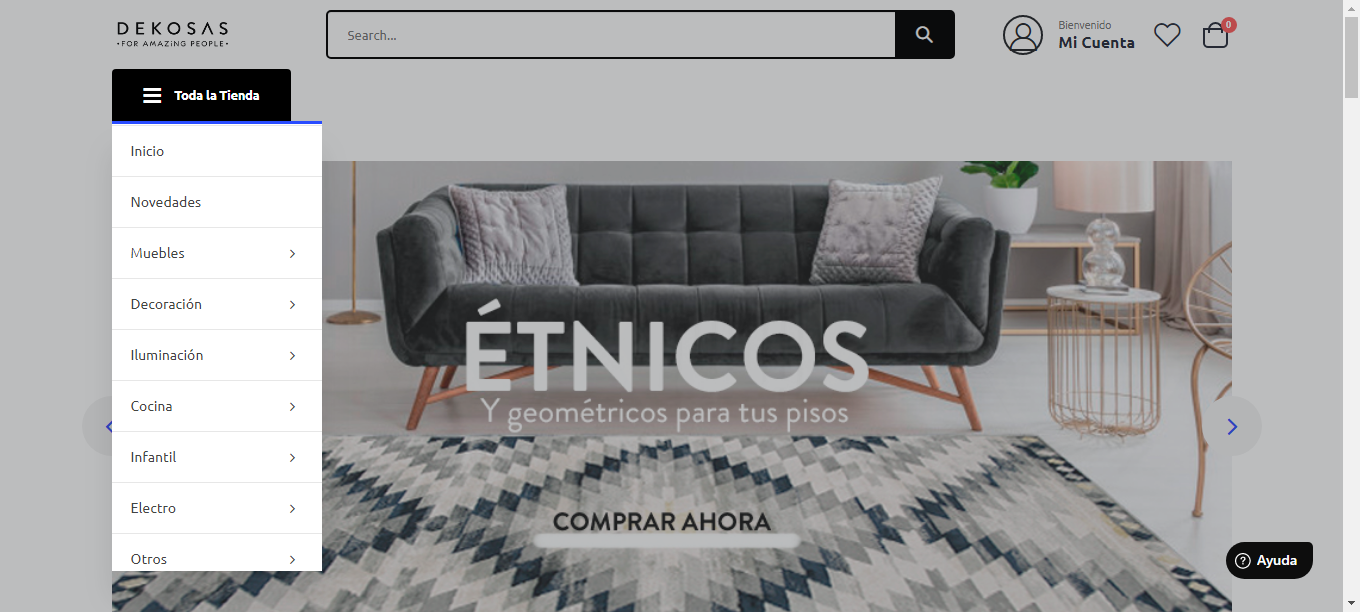 DEKOSAS
·FOR AMAZiNG PEOPLE·
Search...
Bienvenido
Mi Cuenta
0
Toda la Tienda
Inicio
Novedades
Muebles
Decoración
Iluminación
Cocina
Infantil
Electro
Otros
ÉTNICOS
Y geométricos para tus pisos
COMPRAR AHORA
Ayuda